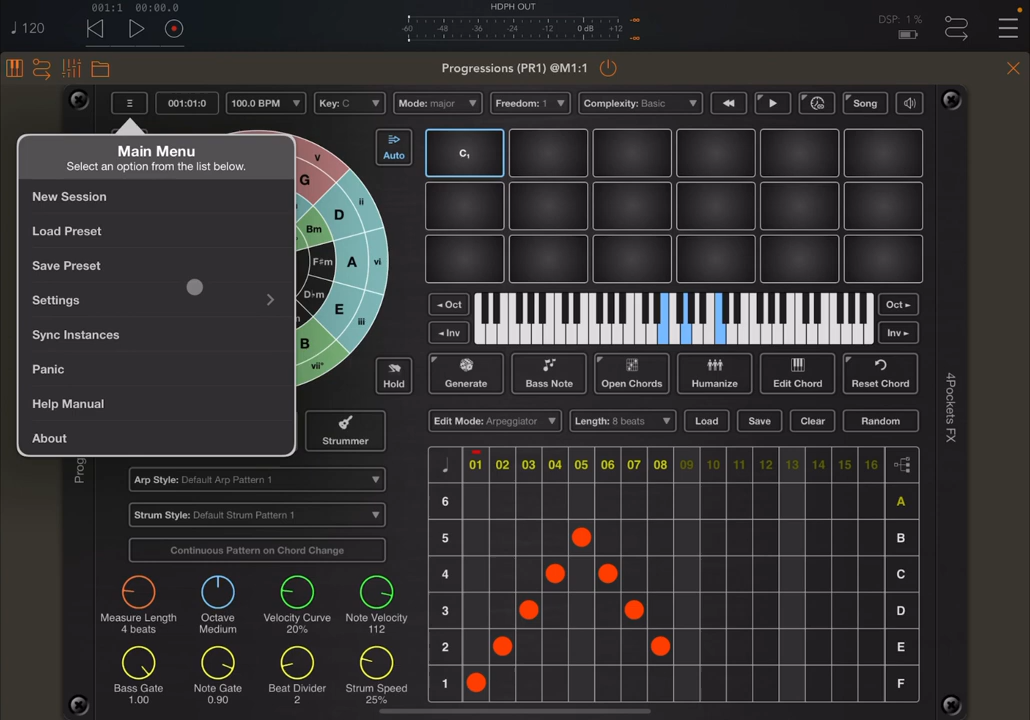 HDPH OUT
001:1 00:00.0
♩ 120
-60 -48 -36 -24 -12 0 dB +12
-∞
-∞
DSP: 1 %
Progressions (PR1) @M1:1
001:01:0
100.0 BPM
Key: C
Mode: major
Freedom: 1
Complexity: Basic
Song
Main Menu
Select an option from the list below.
New Session
Load Preset
Save Preset
Settings
Sync Instances
Panic
Help Manual
About
Auto
C1
v
G
ii
D
Bm
F#m
A
vi
D♭m
E
iii
B
vii°
Oct
Oct
Inv
Inv
Hold
Generate
Bass Note
Open Chords
Humanize
Edit Chord
Reset Chord
4Pockets FX
Strummer
Edit Mode: Arpeggiator
Length: 8 beats
Load
Save
Clear
Random
Prog
Arp Style: Default Arp Pattern 1
Strum Style: Default Strum Pattern 1
Continuous Pattern on Chord Change
01 02 03 04 05 06 07 08 09 10 11 12 13 14 15 16
6 A
5 B
4 C
3 D
2 E
1 F
Measure Length
4 beats
Octave
Medium
Velocity Curve
20%
Note Velocity
112
Bass Gate
1.00
Note Gate
0.90
Beat Divider
2
Strum Speed
25%